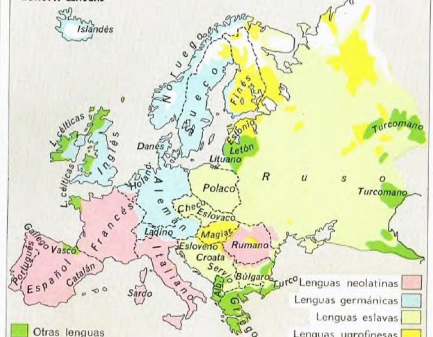 Islandés
Noruego
Sueco
Finés
Estonio
Letón
Lituano
Turcomano
Turcomano
L. célticas
L. célticas
Inglés
Danés
Holand
Alemán
Ruso
Polaco
Checo
Eslovaco
Ladino
Magiar
Esloveno
Croata
Servo
Rumano
Búlgaro
Turco
Alb.
Griego
Francés
Italiano
Sardo
Gallego
Vasco
Portugués
Español
Catalán
Lenguas neolatinas
Lenguas germánicas
Lenguas eslavas
Lenguas ugrofinesas
Otras lenguas